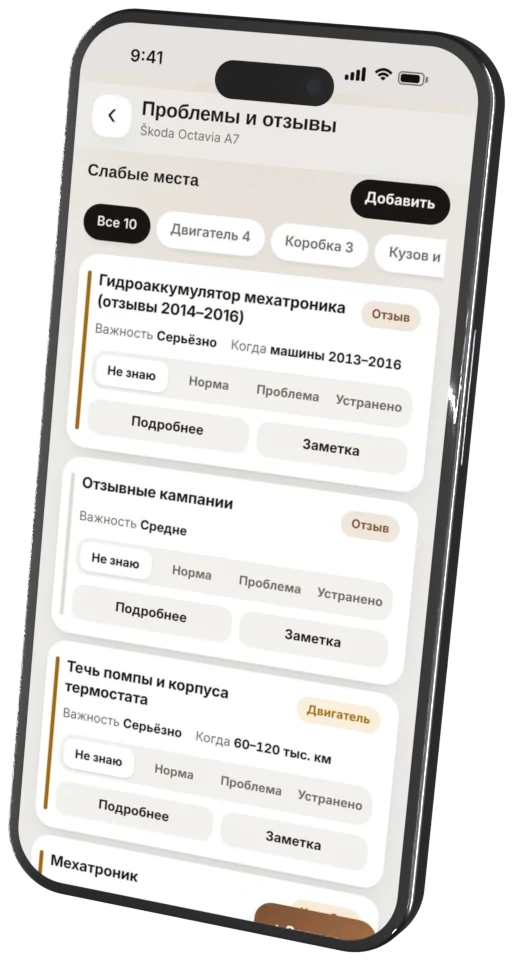 9:41
Проблемы и отзывы
Škoda Octavia A7
Слабые места
Добавить
Все 10
Двигатель 4
Коробка 3
Кузов и
Гидроаккумулятор мехатроника
(отзывы 2014–2016)
Отзыв
Важность Серьёзно Когда машины 2013–2016
Не знаю Норма Проблема Устранено
Подробнее Заметка
Отзывные кампании
Отзыв
Важность Средне
Не знаю Норма Проблема Устранено
Подробнее Заметка
Течь помпы и корпуса
термостата
Двигатель
Важность Серьёзно Когда 60–120 тыс. км
Не знаю Норма Проблема Устранено
Подробнее Заметка
Мехатроник